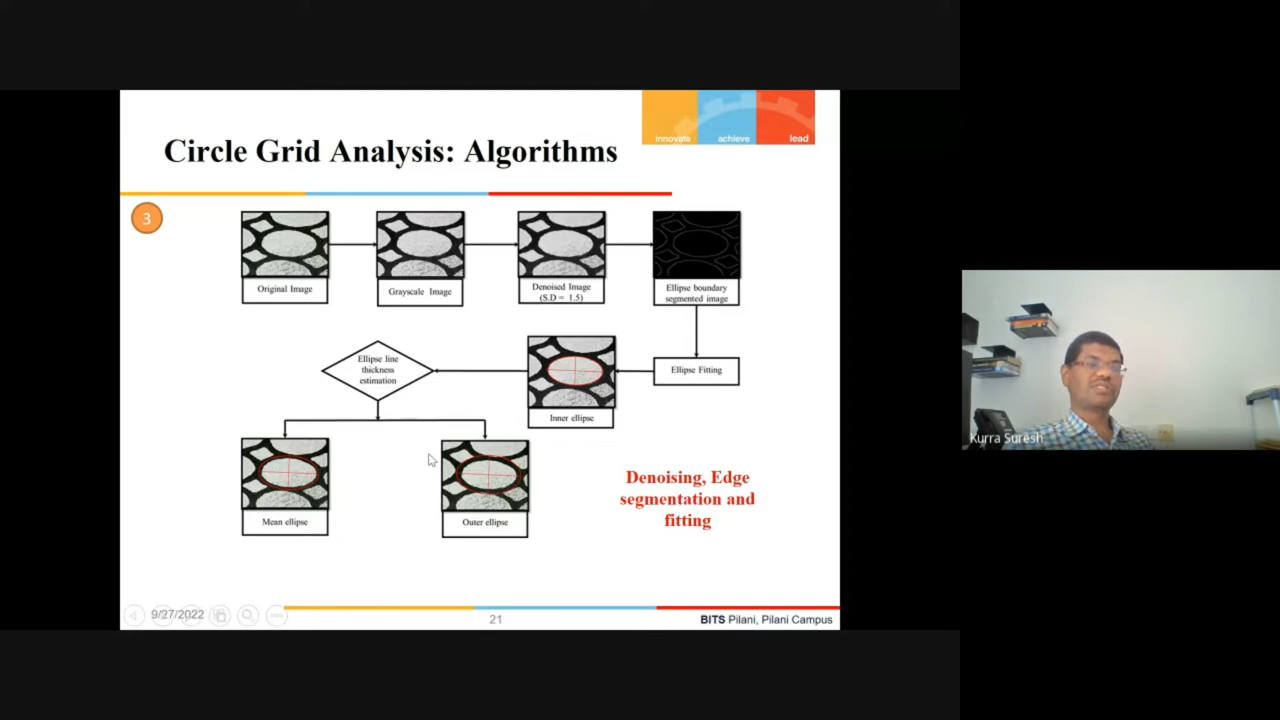 innovate achieve lead
Circle Grid Analysis: Algorithms
3
Original Image
Grayscale Image
Denoised Image
(S.D = 1.5)
Ellipse boundary
segmented image
Ellipse line
thickness
estimation
Inner ellipse
Ellipse Fitting
Mean ellipse
Outer ellipse
Denoising, Edge
segmentation and
fitting
Kurra Suresh
9/27/2022
21
BITS Pilani, Pilani Campus